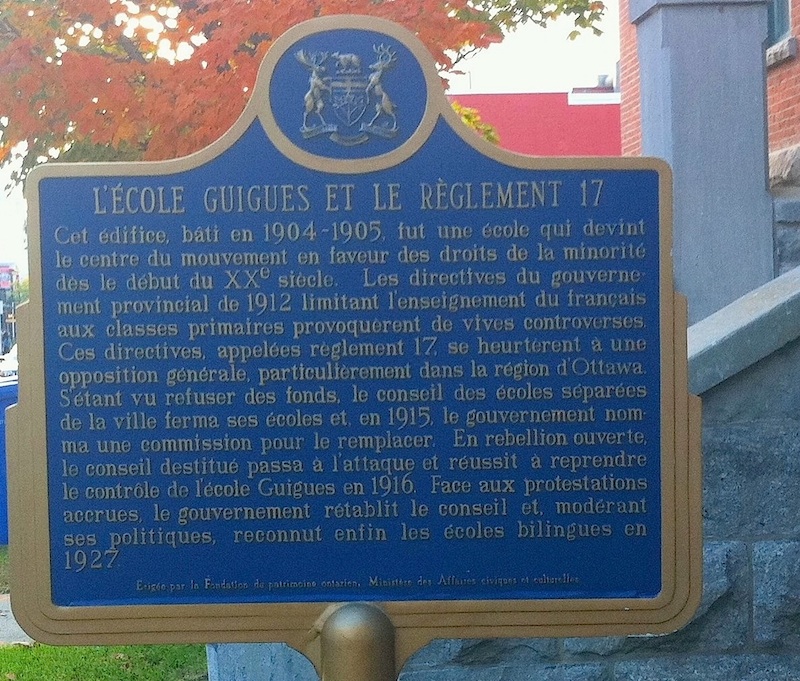 L'ÉCOLE GUIGUES ET LE RÈGLEMENT 17
Cet édifice, bâti en 1904-1905, fut une école qui devint
le centre du mouvement en faveur des droits de la minorité
dès le début du XXe siècle. Les directives du gouverne-
ment provincial de 1912 limitant l'enseignement du français
aux classes primaires provoquèrent de vives controverses.
Ces directives, appelées règlement 17, se heurtèrent à une
opposition générale, particulièrement dans la région d'Ottawa.
S'étant vu refuser des fonds, le conseil des écoles séparées
de la ville ferma ses écoles et, en 1915, le gouvernement nom-
ma une commission pour le remplacer. En rebellion ouverte,
le conseil destitué passa à l'attaque et réussit à reprendre
le contrôle de l'école Guigues en 1916. Face aux protestations
accrues, le gouvernement rétablit le conseil et, modérant
ses politiques, reconnut enfin les écoles bilingues en
1927.
Erigée par la Fondation du patrimoine ontarien, Ministère des Affaires civiques et culturelles